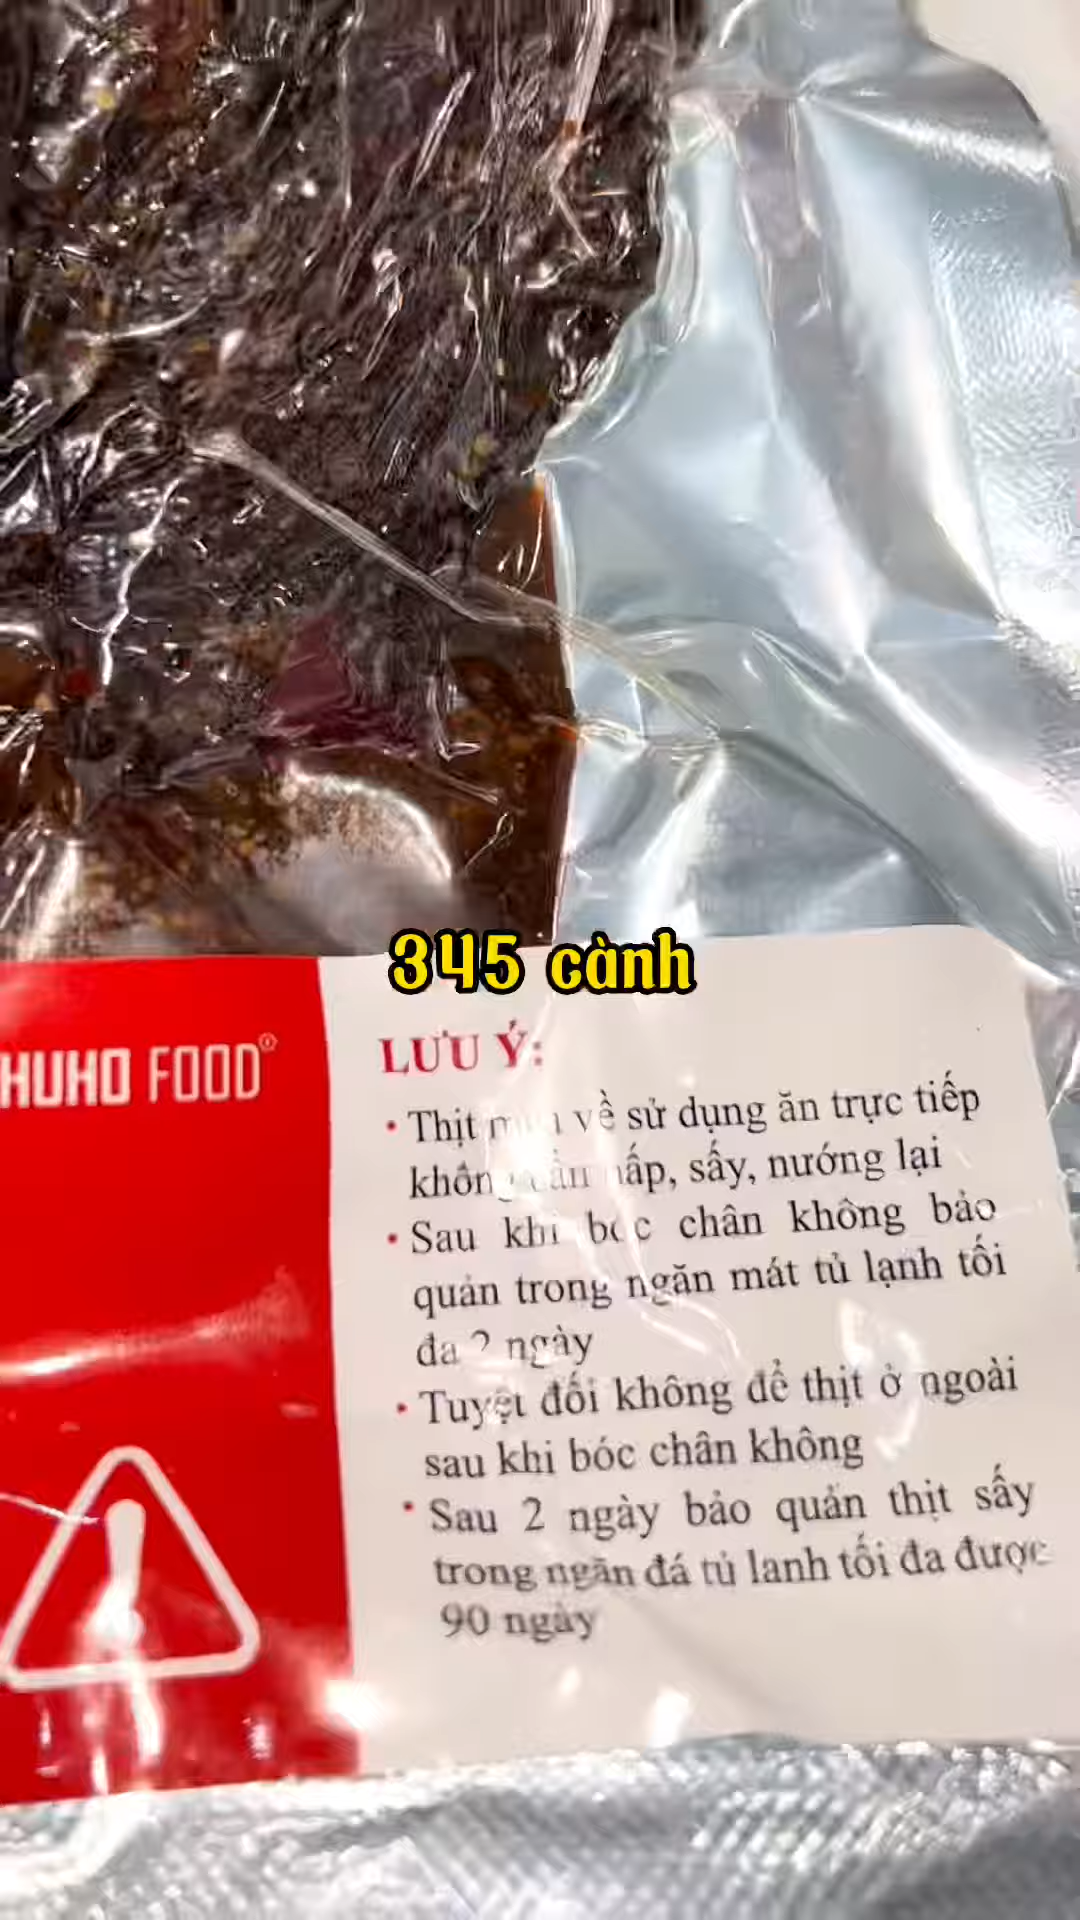 345 cành
HUHO FOOD®
LƯU Ý:
• Thịt về sử dụng ăn trực tiếp
không cần hấp, sấy, nướng lại
• Sau khi bóc chân không bảo
quản trong ngăn mát tủ lạnh tối
đa 2 ngày
• Tuyệt đối không để thịt ở ngoài
sau khi bóc chân không
• Sau 2 ngày bảo quản thịt sấy
trong ngăn đá tủ lạnh tối đa được
90 ngày